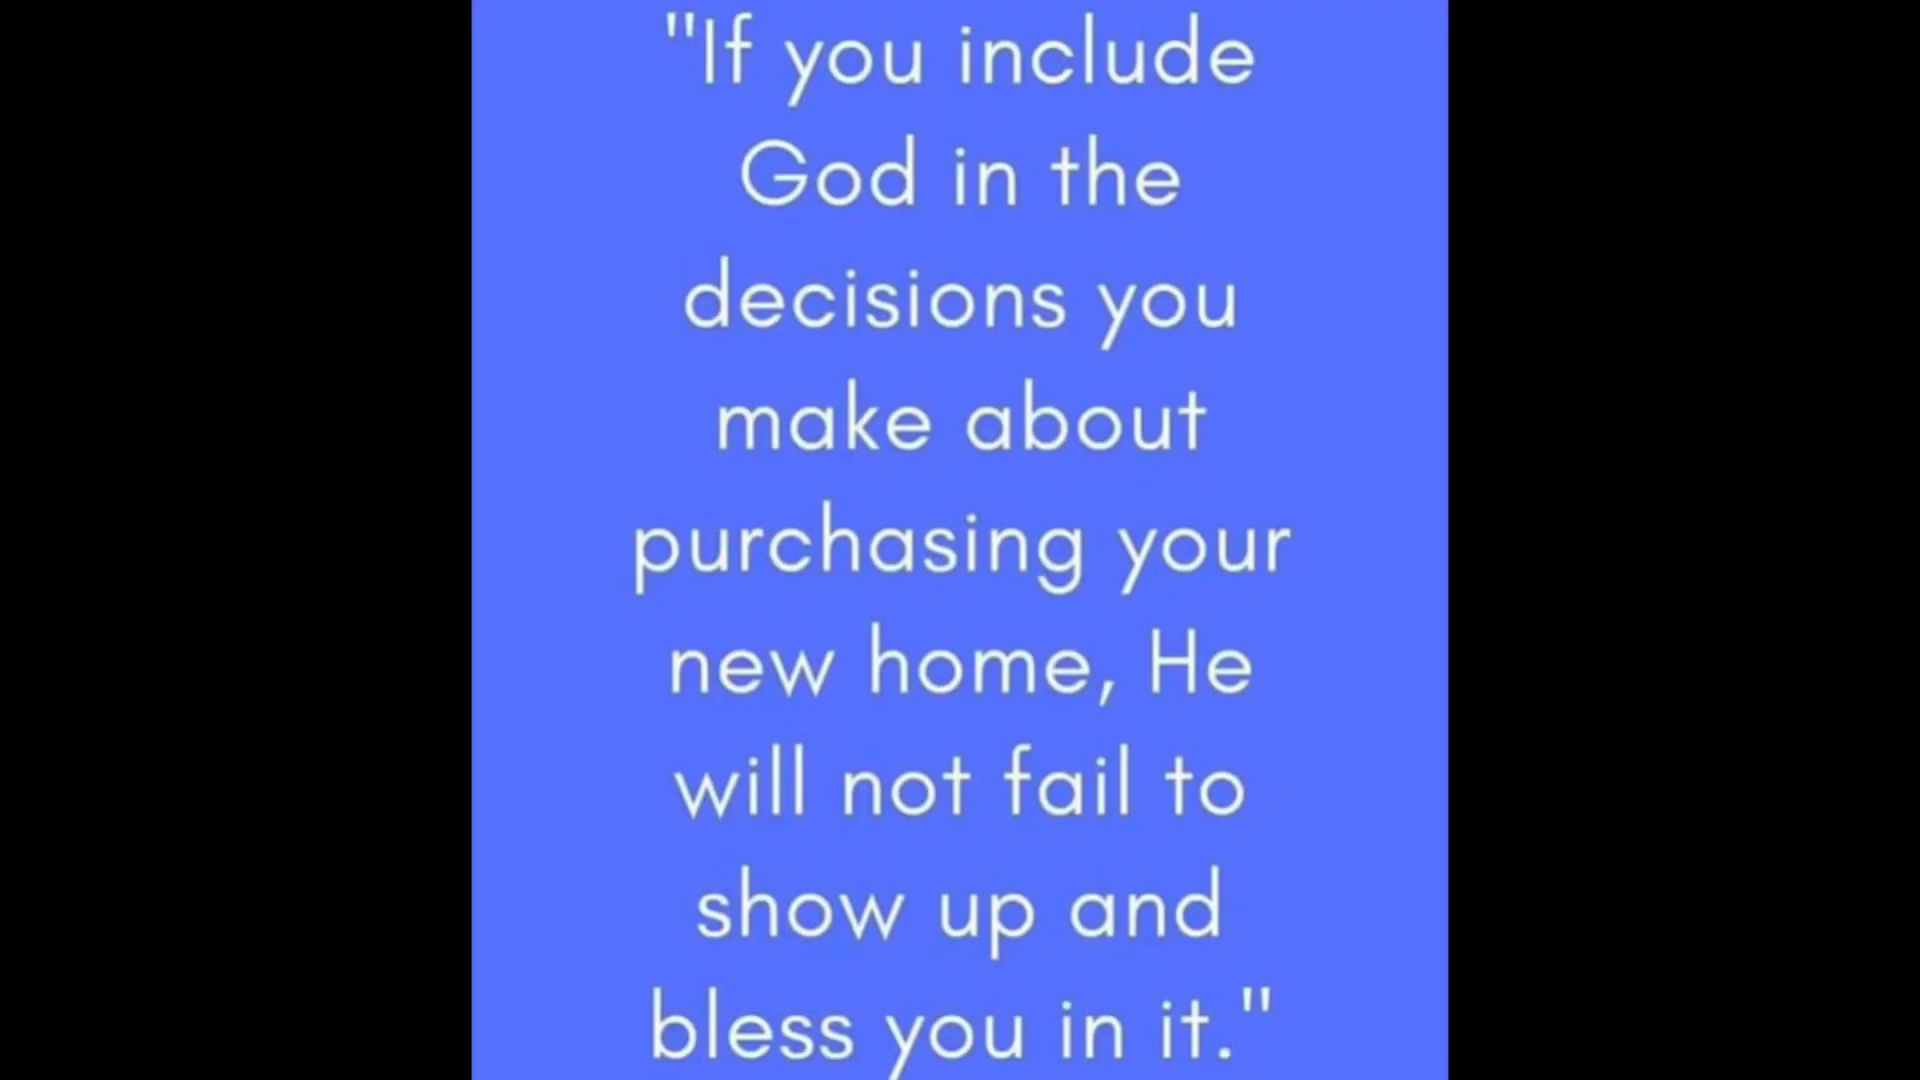 "If you include
God in the
decisions you
make about
purchasing your
new home, He
will not fail to
show up and
bless you in it."